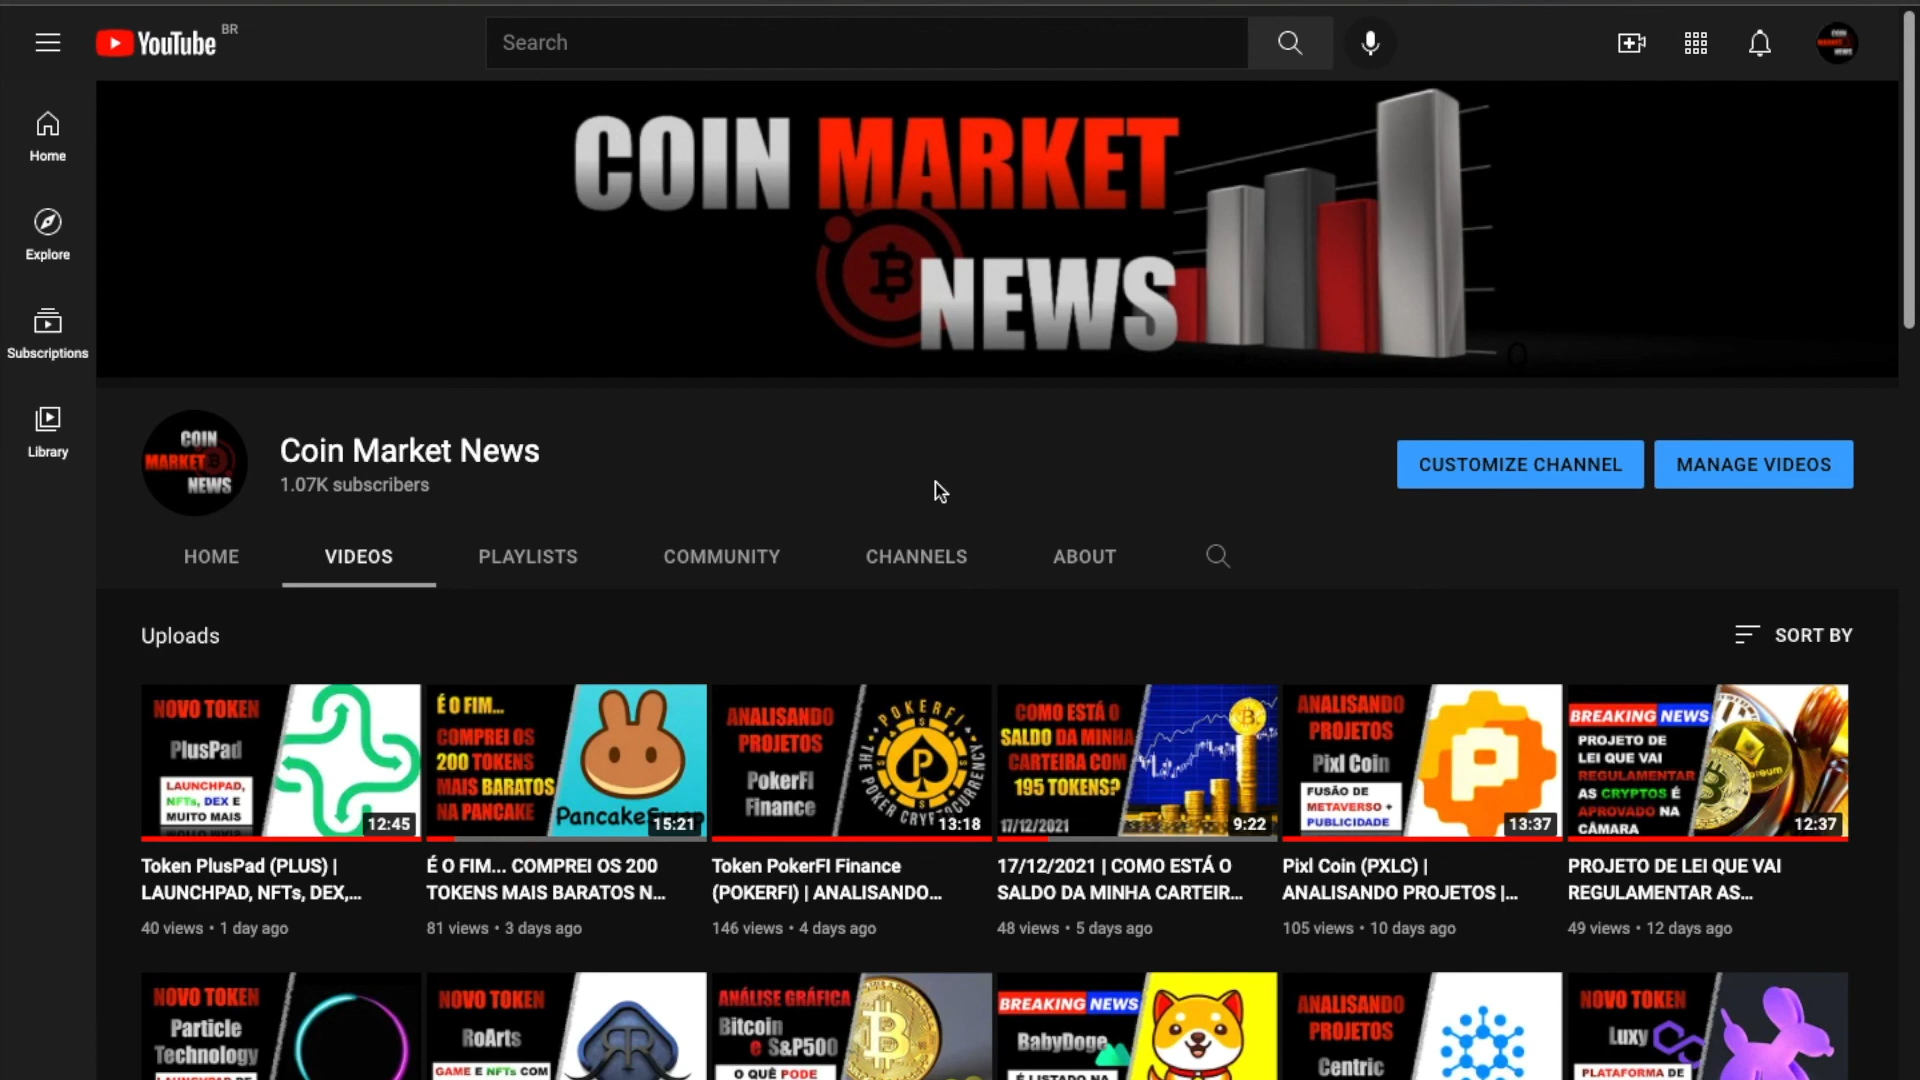 YouTube BR
Search
Home
Explore
Subscriptions
Library
COIN MARKET
NEWS
COIN
MARKET
NEWS
Coin Market News
1.07K subscribers
CUSTOMIZE CHANNEL
MANAGE VIDEOS
HOME
VIDEOS
PLAYLISTS
COMMUNITY
CHANNELS
ABOUT
Uploads
SORT BY
NOVO TOKEN
PlusPad
LAUNCHPAD,
NFTs, DEX E
MUITO MAIS
12:45
Token PlusPad (PLUS) |
LAUNCHPAD, NFTs, DEX,...
40 views • 1 day ago
É O FIM...
COMPREI OS
200 TOKENS
MAIS BARATOS
NA PANCAKE
15:21
É O FIM... COMPREI OS 200
TOKENS MAIS BARATOS N...
81 views • 3 days ago
ANALISANDO
PROJETOS
PokerFI
Finance
POKERFI
THE POKER CRYPTOCURRENCY
13:18
Token PokerFI Finance
(POKERFI) | ANALISANDO...
146 views • 4 days ago
COMO ESTÁ O
SALDO DA MINHA
CARTEIRA COM
195 TOKENS?
17/12/2021
9:22
17/12/2021 | COMO ESTÁ O
SALDO DA MINHA CARTEIR...
48 views • 5 days ago
ANALISANDO
PROJETOS
Pixl Coin
FUSÃO DE
METAVERSO +
PUBLICIDADE
13:37
Pixl Coin (PXLC) |
ANALISANDO PROJETOS |...
105 views • 10 days ago
BREAKING NEWS
PROJETO DE
LEI QUE VAI
REGULAMENTAR
AS CRYPTOS É
APROVADO NA
CÂMARA
12:37
PROJETO DE LEI QUE VAI
REGULAMENTAR AS...
49 views • 12 days ago
NOVO TOKEN
Particle
Technology
NOVO TOKEN
RoArts
GAME E NFTs COM
ANÁLISE GRÁFICA
Bitcoin
e S&P500
O QUÊ PODE
BREAKING NEWS
BabyDoge
É LISTADO NA
ANALISANDO
PROJETOS
Centric
NOVO TOKEN
Luxy
PLATAFORMA DE